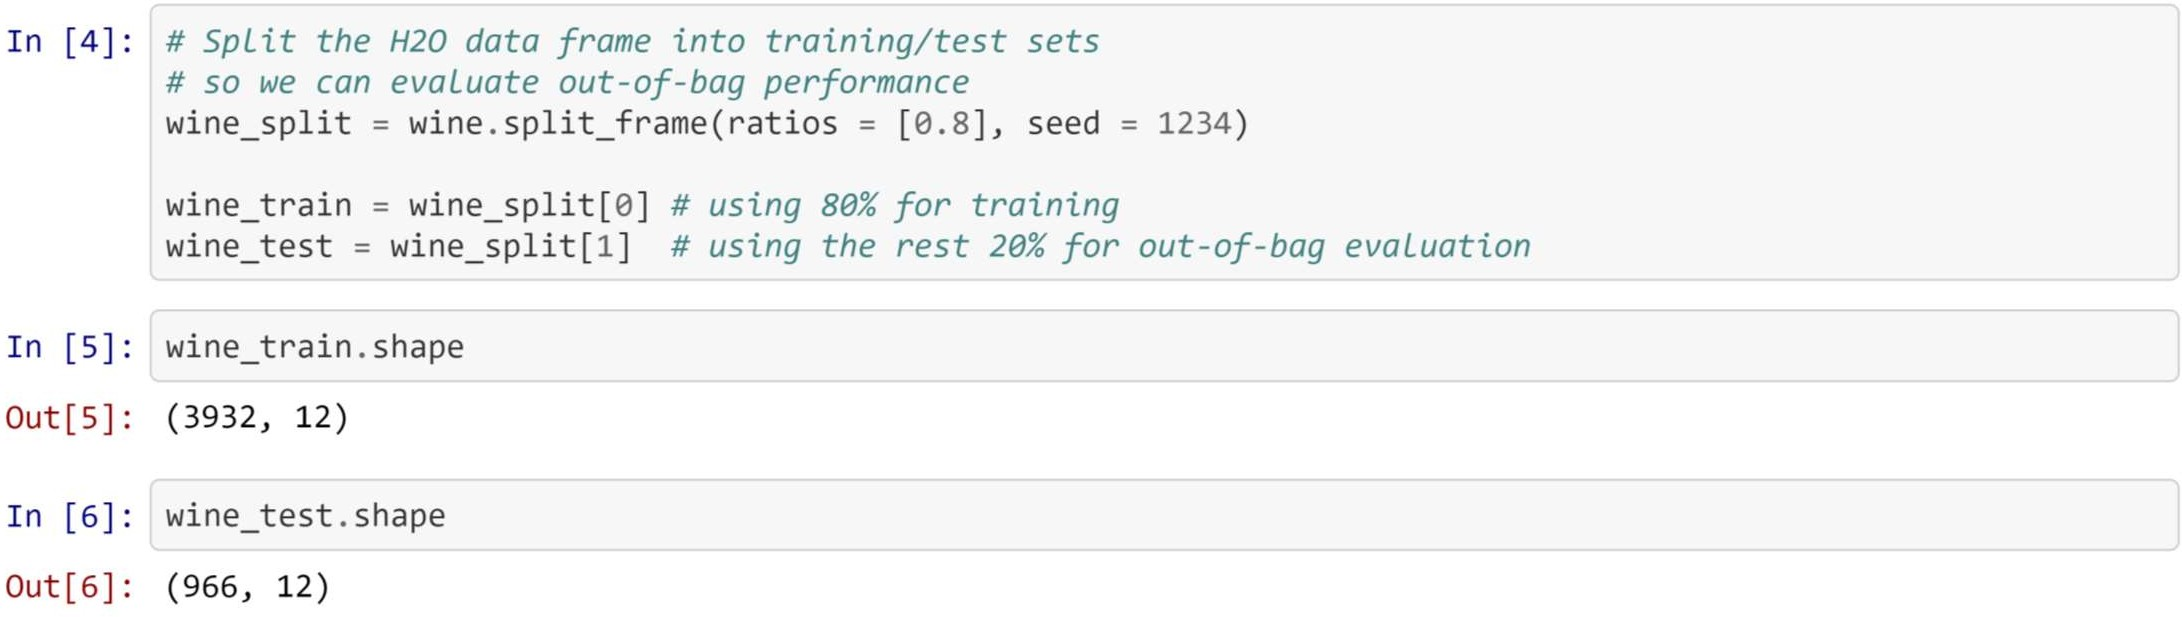 In [4]: # Split the H2O data frame into training/test sets
# so we can evaluate out-of-bag performance
wine_split = wine.split_frame(ratios = [0.8], seed = 1234)
wine_train = wine_split[0] # using 80% for training
wine_test = wine_split[1]  # using the rest 20% for out-of-bag evaluation
In [5]: wine_train.shape
Out[5]: (3932, 12)
In [6]: wine_test.shape
Out[6]: (966, 12)